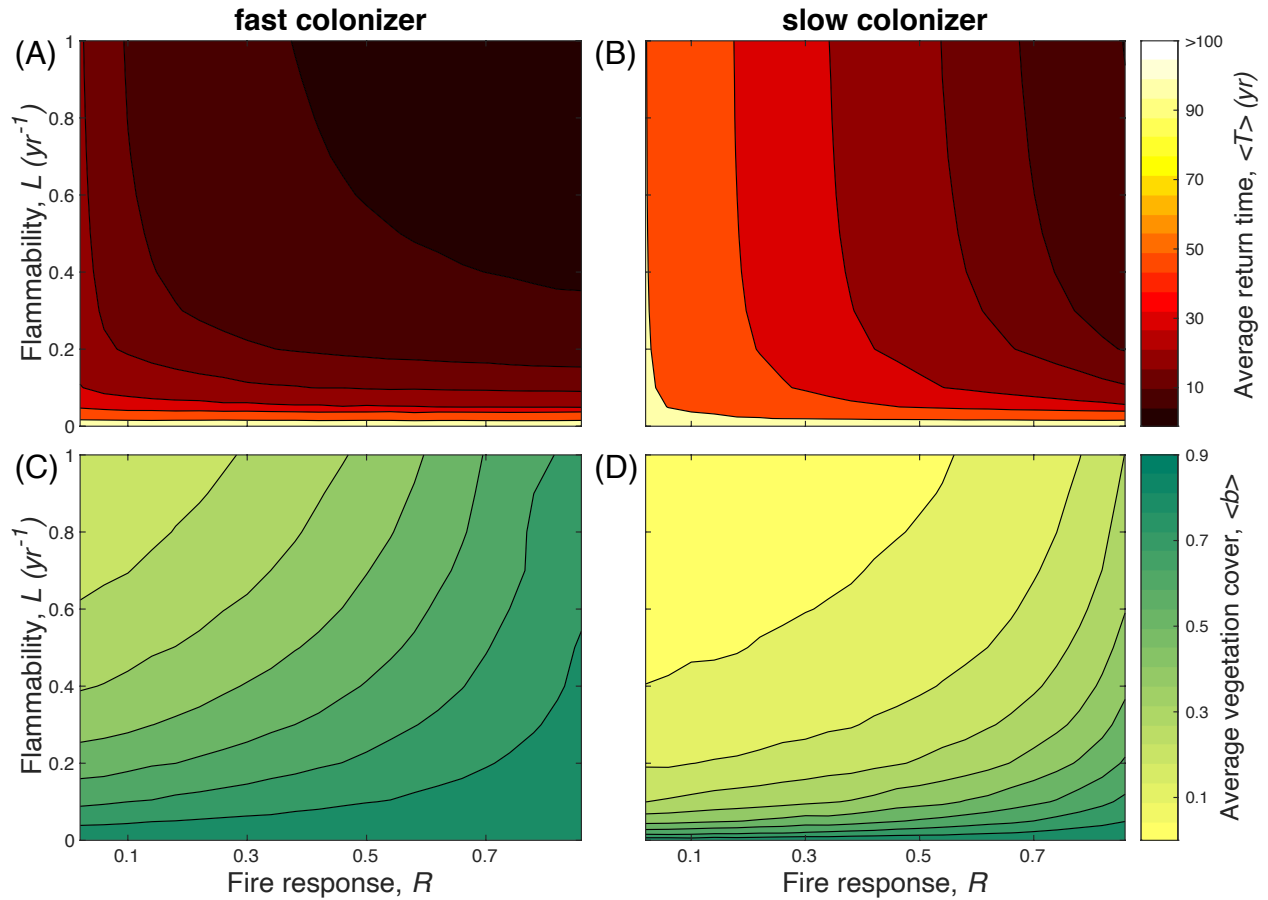 fast colonizer
slow colonizer
(A)
(B)
1
0.8
0.6
0.4
0.2
0
Flammability, L (yr-1)
>100
90
70
50
30
10
Average return time, <T> (yr)
(C)
(D)
1
0.8
0.6
0.4
0.2
0
Flammability, L (yr-1)
0.9
0.7
0.5
0.3
0.1
Average vegetation cover, <b>
0.1 0.3 0.5 0.7
0.1 0.3 0.5 0.7
Fire response, R
Fire response, R